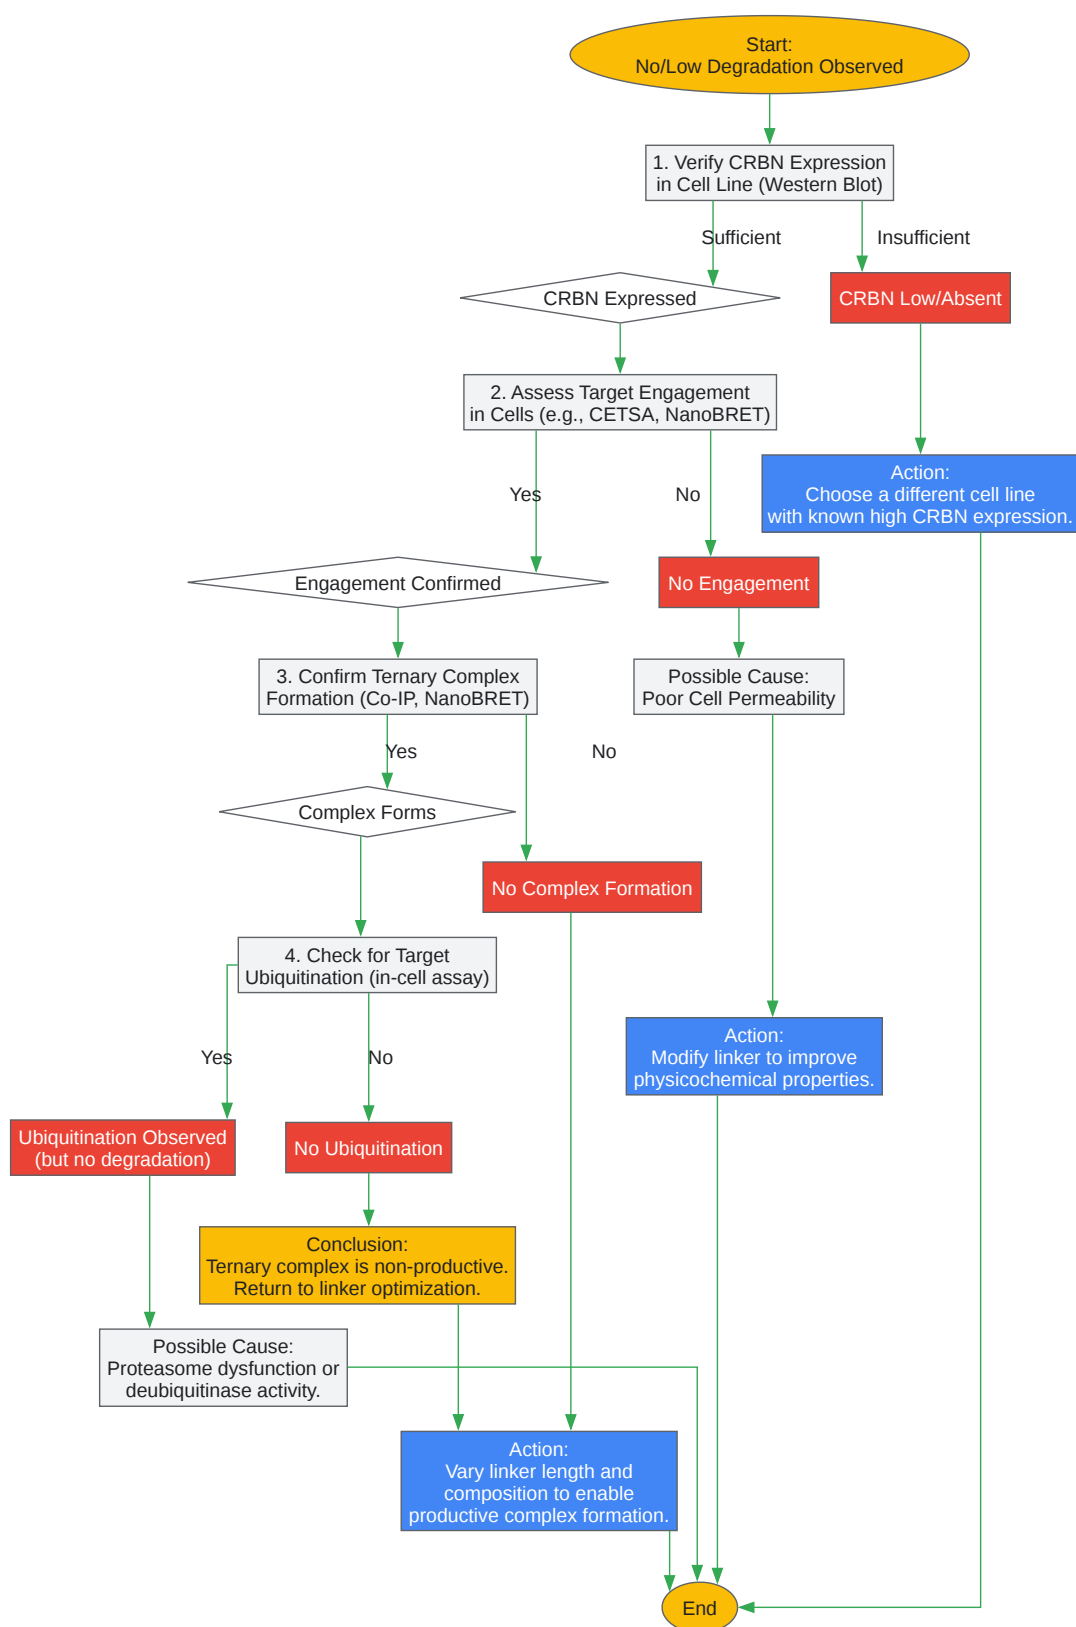 Start:
No/Low Degradation Observed
1. Verify CRBN Expression
in Cell Line (Western Blot)
Sufficient
Insufficient
CRBN Expressed
CRBN Low/Absent
2. Assess Target Engagement
in Cells (e.g., CETSA, NanoBRET)
Action:
Choose a different cell line
with known high CRBN expression.
Yes
No
Engagement Confirmed
No Engagement
3. Confirm Ternary Complex
Formation (Co-IP, NanoBRET)
Possible Cause:
Poor Cell Permeability
Yes
No
Complex Forms
No Complex Formation
4. Check for Target
Ubiquitination (in-cell assay)
Action:
Modify linker to improve
physicochemical properties.
Yes
No
Ubiquitination Observed
(but no degradation)
No Ubiquitination
Conclusion:
Ternary complex is non-productive.
Return to linker optimization.
Possible Cause:
Proteasome dysfunction or
deubiquitinase activity.
Action:
Vary linker length and
composition to enable
productive complex formation.
End